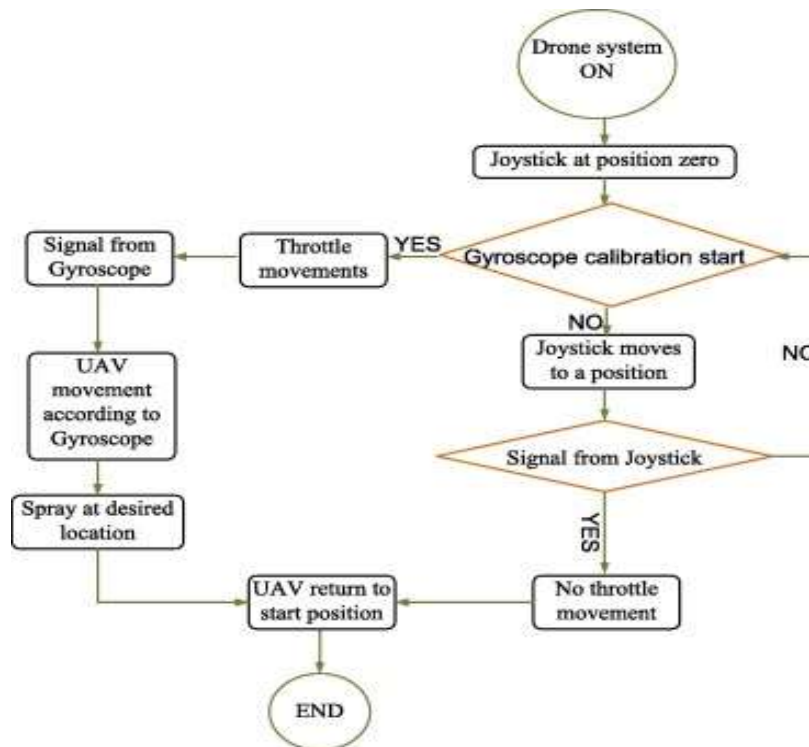 Drone system
ON
Joystick at position zero
Gyroscope calibration start
YES
Throttle
movements
Signal from
Gyroscope
UAV
movement
according to
Gyroscope
Spray at desired
location
NO
Joystick moves
to a position
NO
Signal from Joystick
YES
No throttle
movement
UAV return to
start position
END